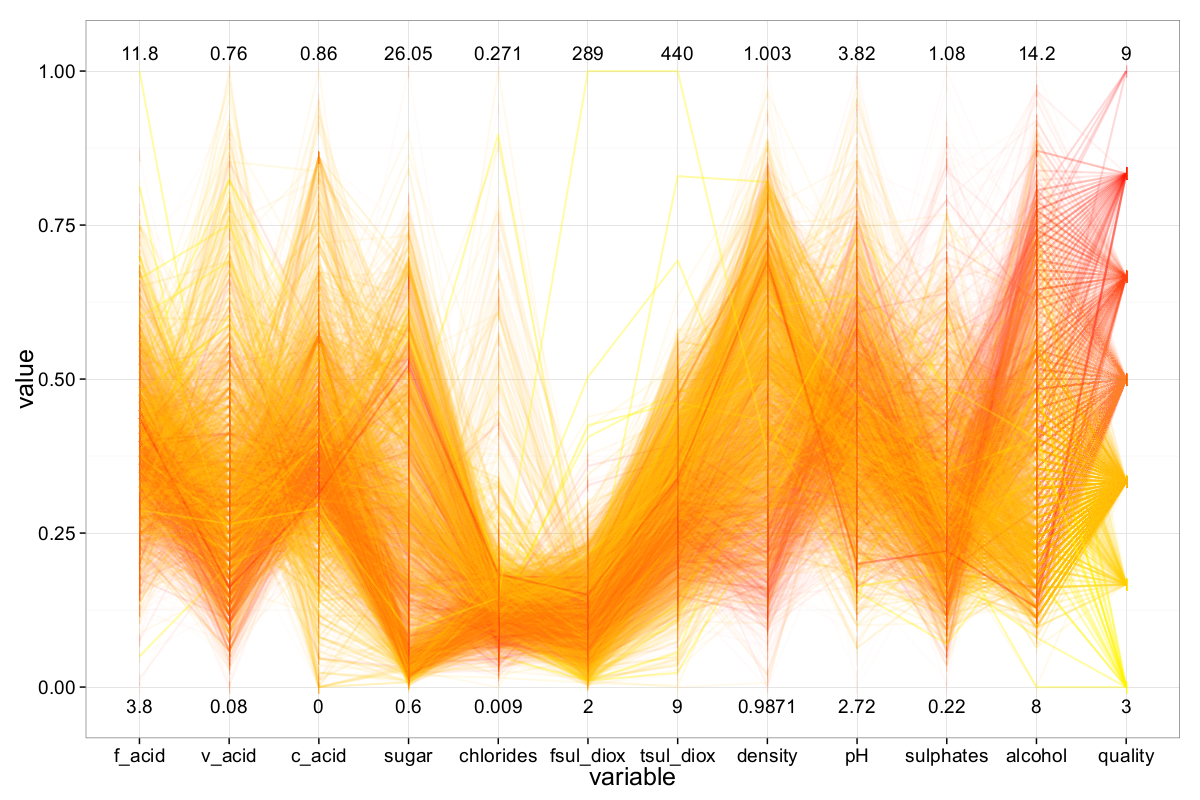 11.8 0.76 0.86 26.05 0.271 289 440 1.003 3.82 1.08 14.2 9
1.00
0.75
value
0.50
0.25
0.00
3.8 0.08 0 0.6 0.009 2 9 0.9871 2.72 0.22 8 3
f_acid v_acid c_acid sugar chlorides fsul_diox tsul_diox density pH sulphates alcohol quality
variable